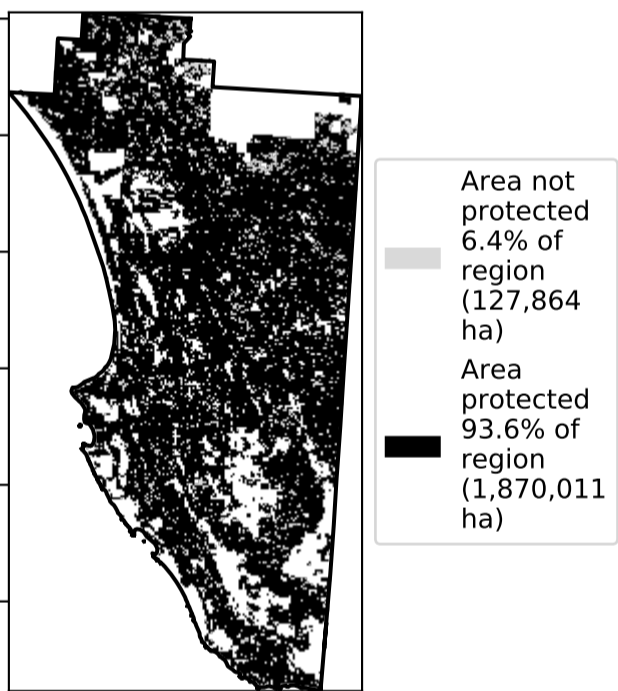 Area not
protected
6.4% of
region
(127,864
ha)
Area
protected
93.6% of
region
(1,870,011
ha)